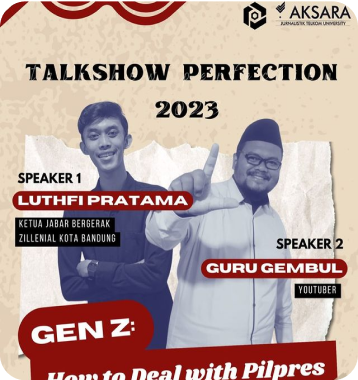 AKSARA
JURNALISTIK TELKOM UNIVERSITY
TALKSHOW PERFECTION
2023
SPEAKER 1
LUTHFI PRATAMA
KETUA JABAR BERGERAK
ZILLENIAL KOTA BANDUNG
SPEAKER 2
GURU GEMBUL
YOUTUBER
GEN Z:
How to Deal with Pilpres